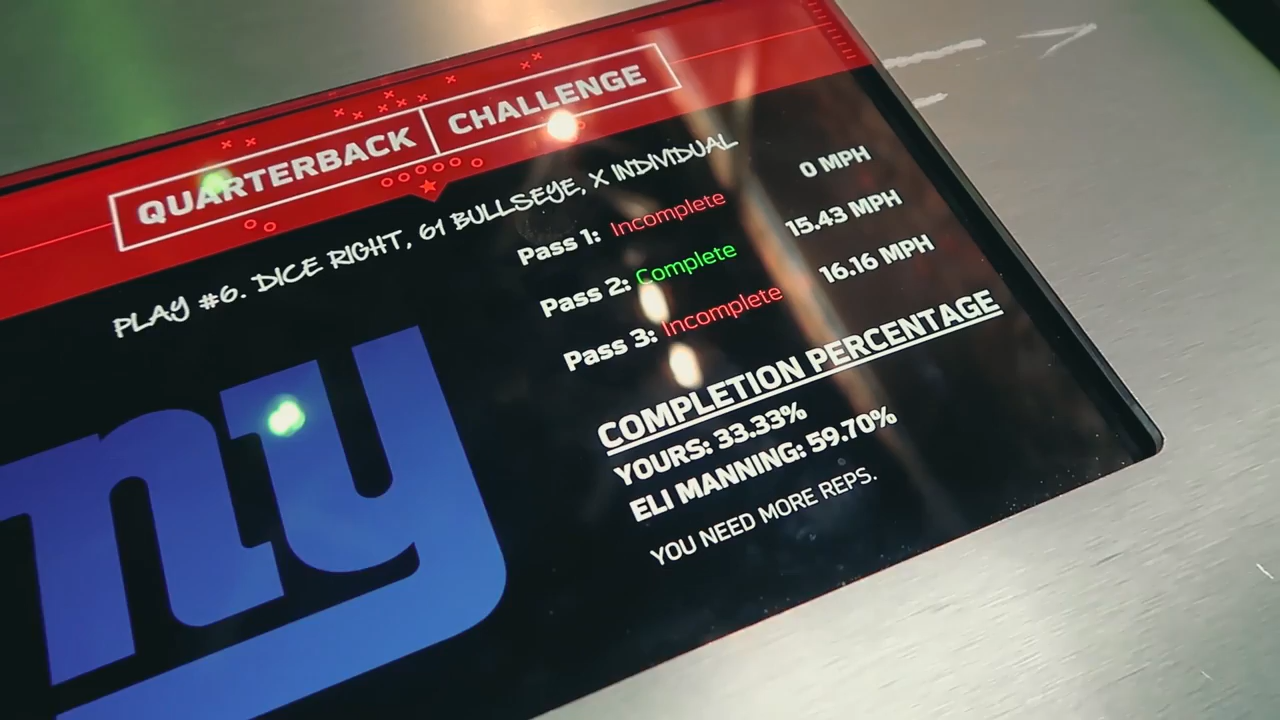 QUARTERBACK CHALLENGE
PLAY #6. DICE RIGHT, 61 BULLSEYE, X INDIVIDUAL
Pass 1: Incomplete 0 MPH
Pass 2: Complete 15.43 MPH
Pass 3: Incomplete 16.16 MPH
COMPLETION PERCENTAGE
YOURS: 33.33%
ELI MANNING: 59.70%
YOU NEED MORE REPS.
ny